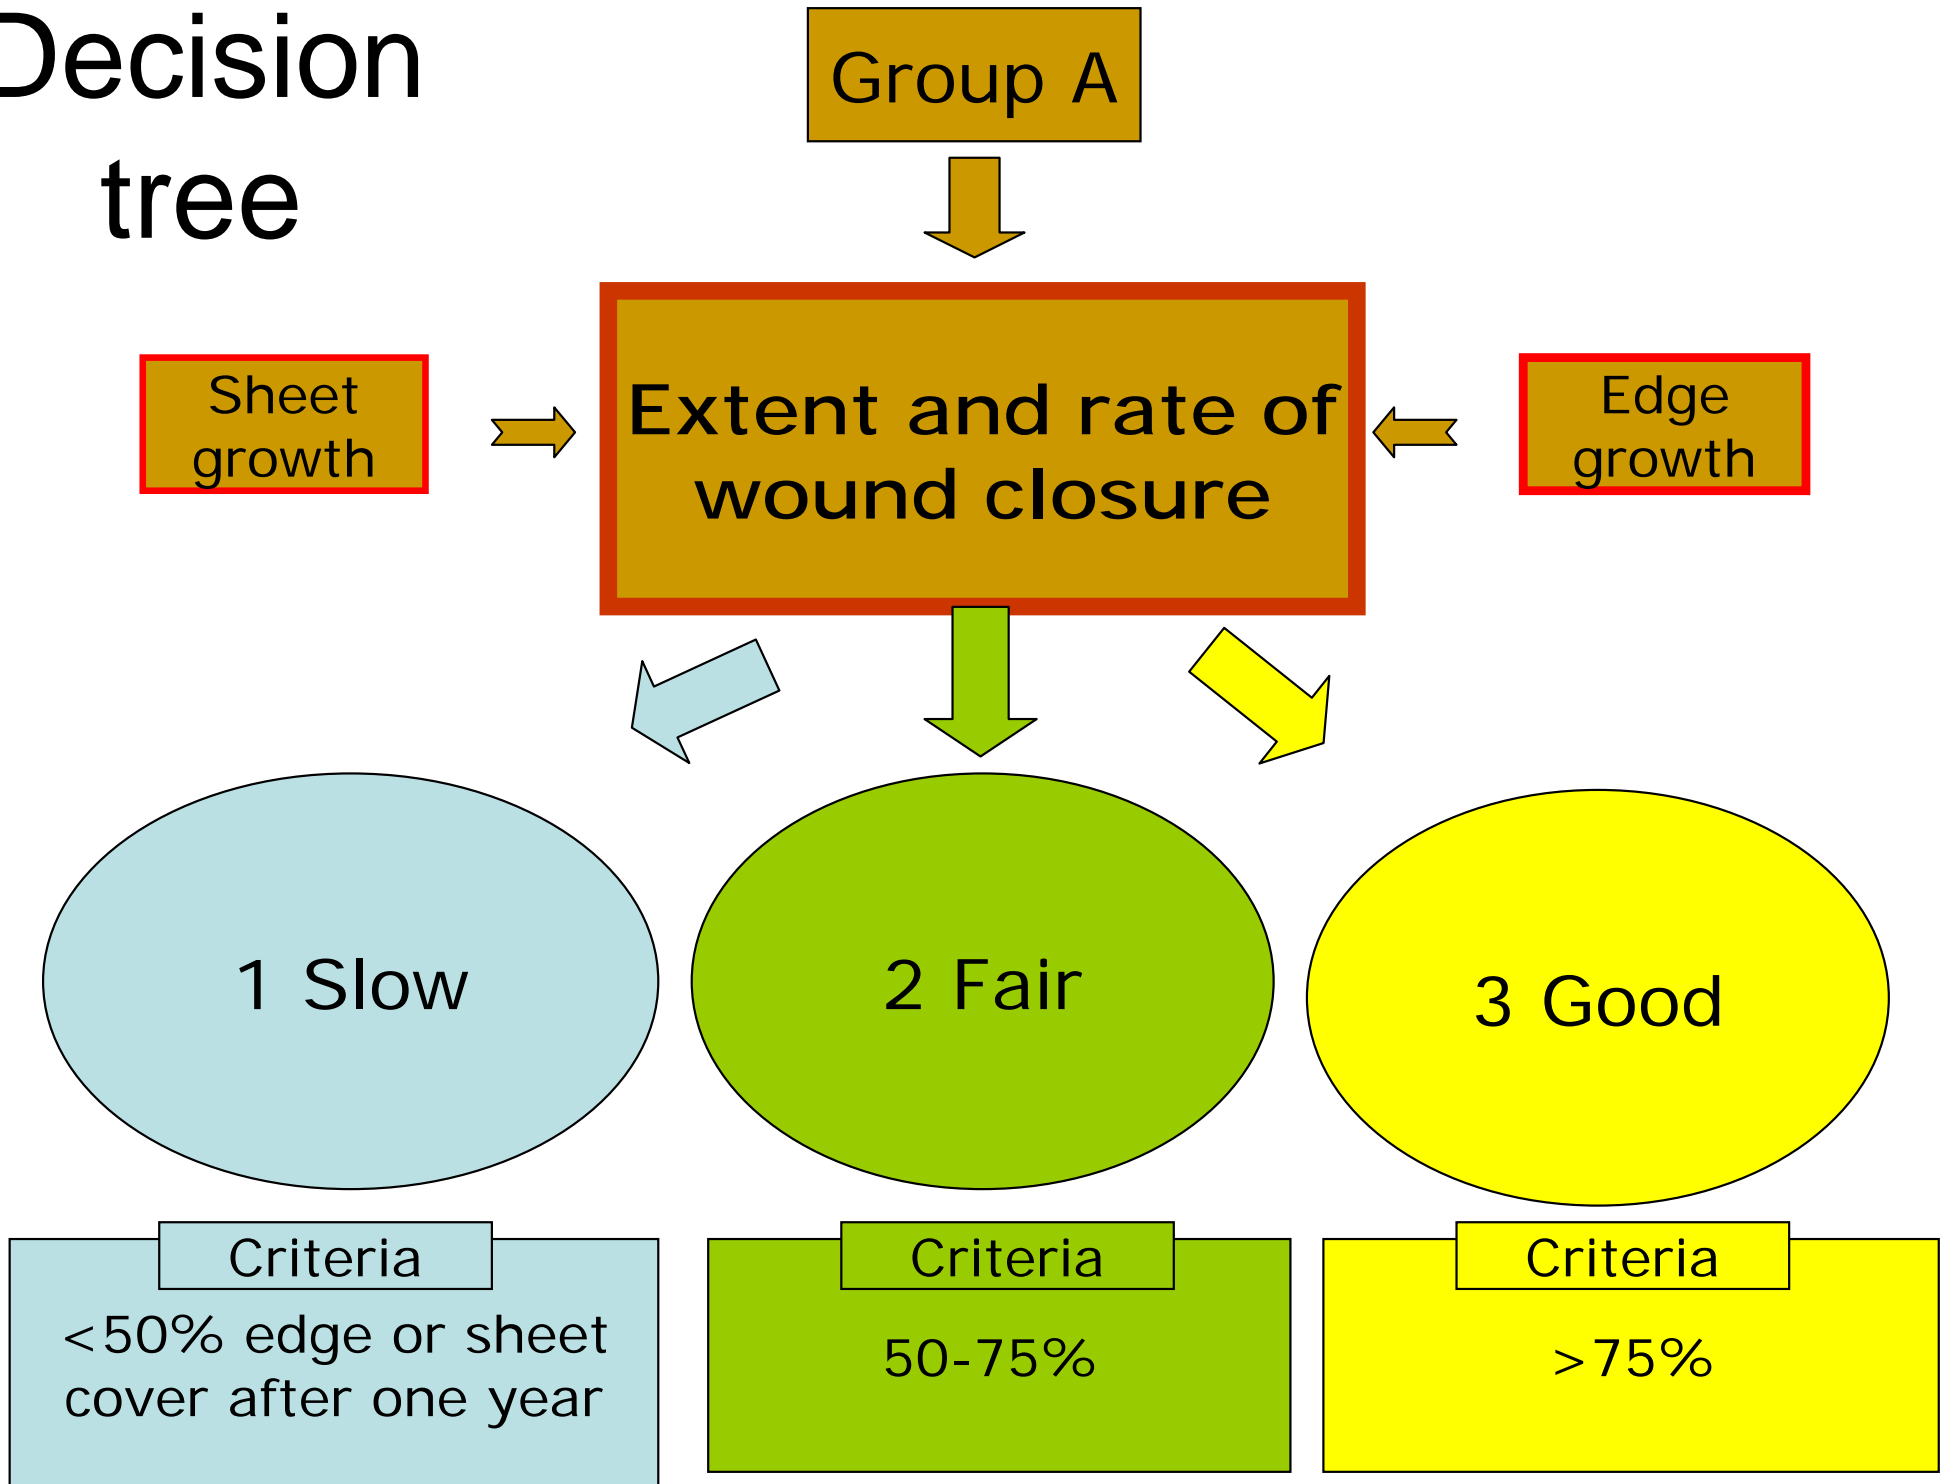 Decision
tree
Group A
Sheet
growth
Extent and rate of
wound closure
Edge
growth
1 Slow
2 Fair
3 Good
Criteria
<50% edge or sheet
cover after one year
Criteria
50-75%
Criteria
>75%